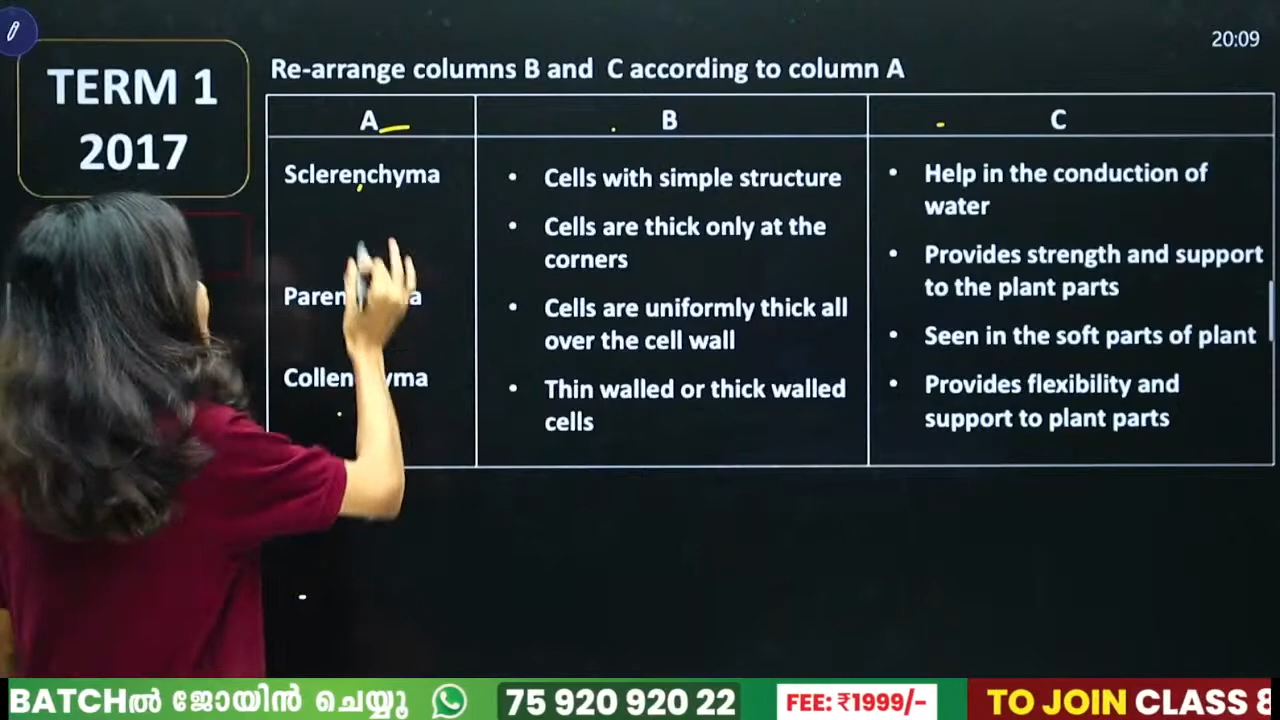 20:09
TERM 1
2017
Re-arrange columns B and C according to column A
A
B
C
Sclerenchyma
Collen yma
• Cells with simple structure
• Cells are thick only at the
corners
• Cells are uniformly thick all
over the cell wall
• Thin walled or thick walled
cells
• Help in the conduction of
water
• Provides strength and support
to the plant parts
• Seen in the soft parts of plant
• Provides flexibility and
support to plant parts
BATCHൽ ജോയിൻ ചെയ്യൂ
75 920 920 22
FEE: ₹1999/-
TO JOIN CLASS 8